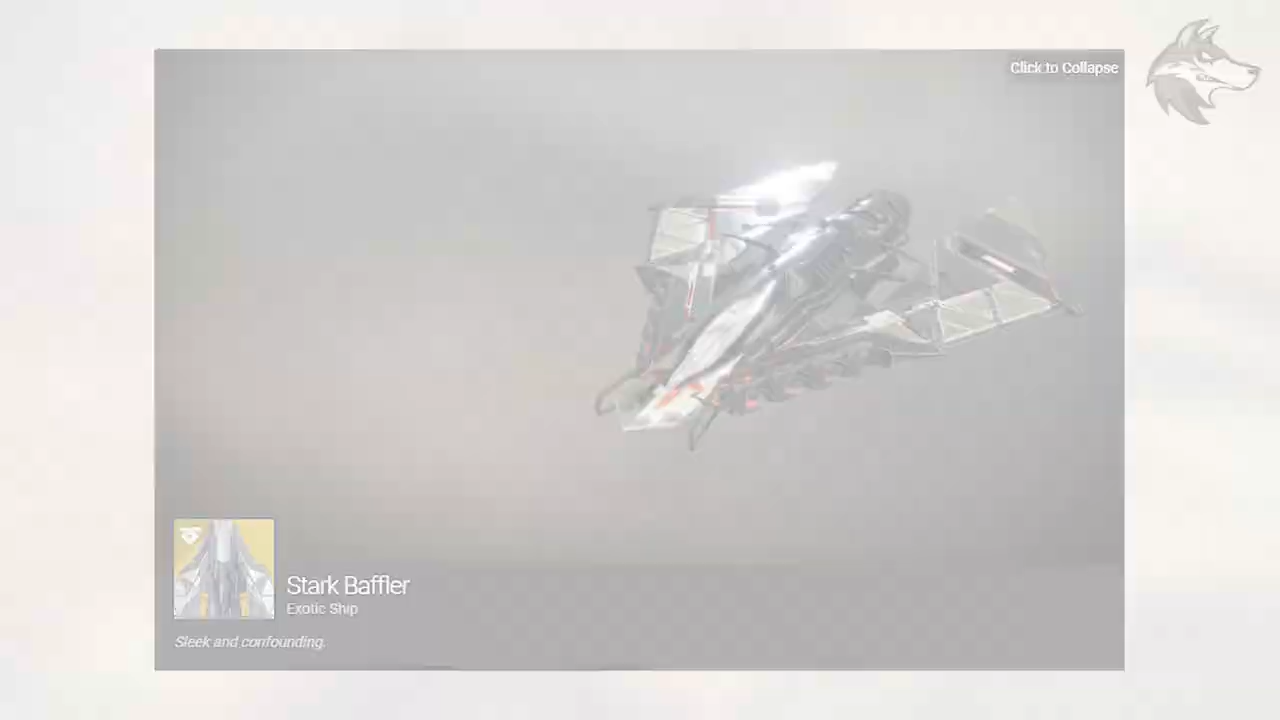 Click to Collapse
Stark Baffler
Exotic Ship
Sleek and confounding.